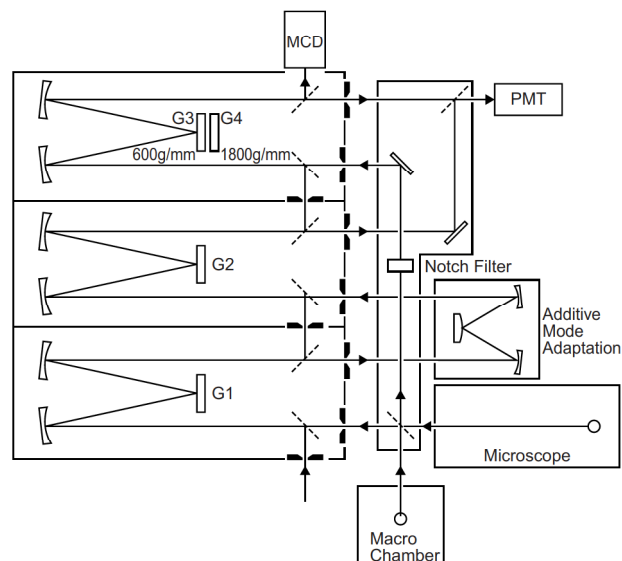 MCD
PMT
G3 G4
600g/mm 1800g/mm
G2
Notch Filter
Additive
Mode
Adaptation
G1
Microscope
Macro
Chamber